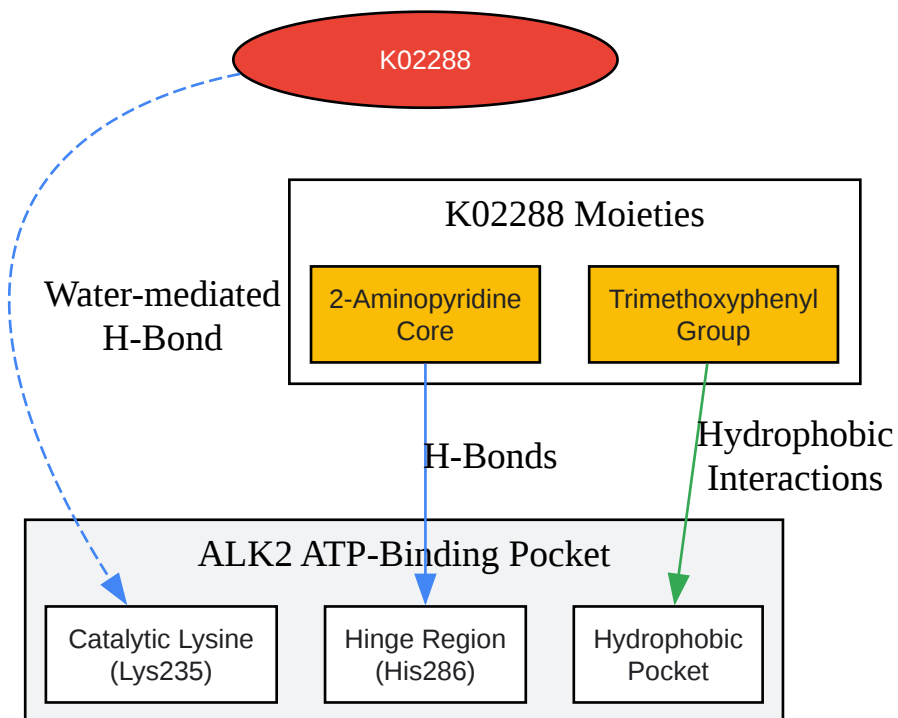 K02288
K02288 Moieties
2-Aminopyridine
Core
Trimethoxyphenyl
Group
Water-mediated
H-Bond
H-Bonds
Hydrophobic
Interactions
ALK2 ATP-Binding Pocket
Catalytic Lysine
(Lys235)
Hinge Region
(His286)
Hydrophobic
Pocket